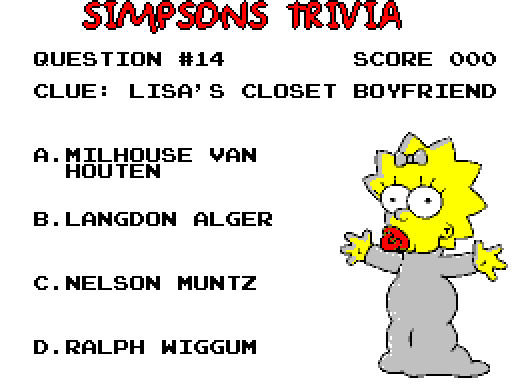 SIMPSONS TRIVIA
QUESTION #14 SCORE 000
CLUE: LISA'S CLOSET BOYFRIEND
A.MILHOUSE VAN
HOUTEN
B.LANGDON ALGER
C.NELSON MUNTZ
D.RALPH WIGGUM